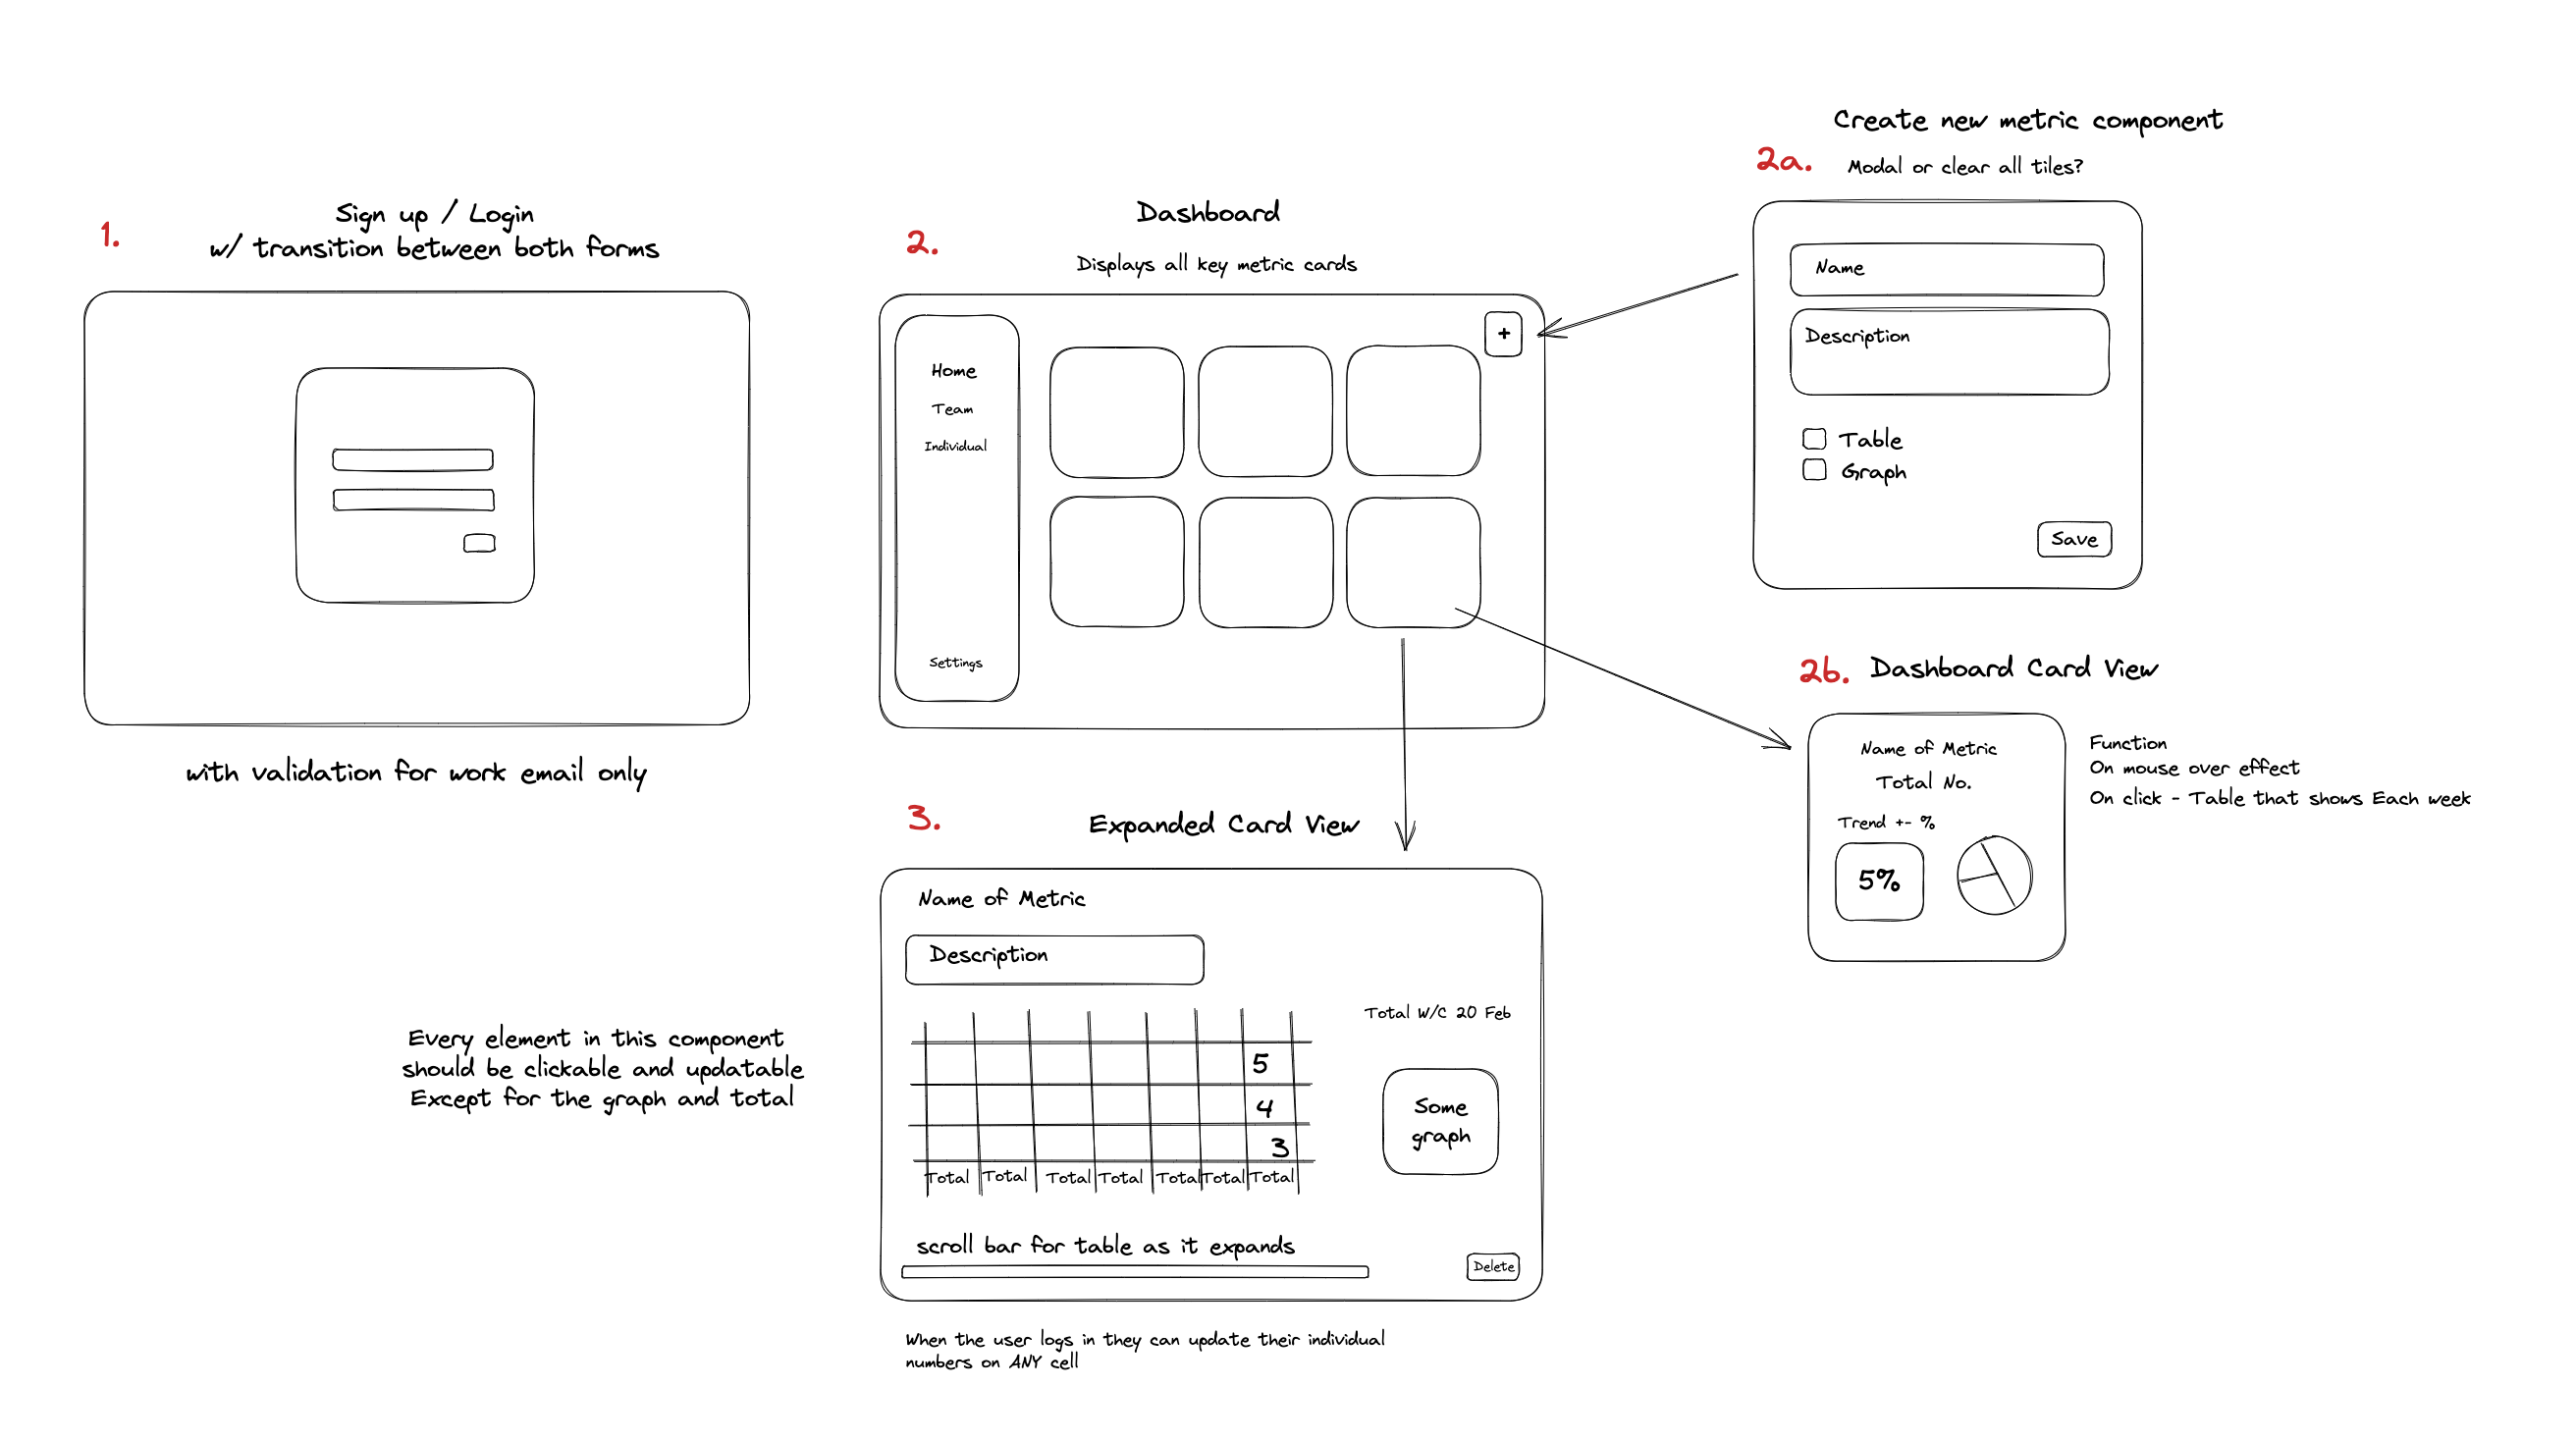 1.
Sign up / Login
w/ transition between both forms
with validation for work email only
2.
Dashboard
Displays all key metric cards
+
Home
Team
Individual
Settings
Create new metric component
2a.
Modal or clear all tiles?
Name
Description
Table
Graph
Save
2b.
Dashboard Card View
Name of Metric
Total No.
Trend +- %
5%
Function
On mouse over effect
On click - Table that shows Each week
3.
Expanded Card View
Name of Metric
Description
Total W/C 20 Feb
5
4
3
Total Total Total Total Total Total Total
Some
graph
scroll bar for table as it expands
Delete
Every element in this component
should be clickable and updatable
Except for the graph and total
When the user logs in they can update their individual
numbers on ANY cell